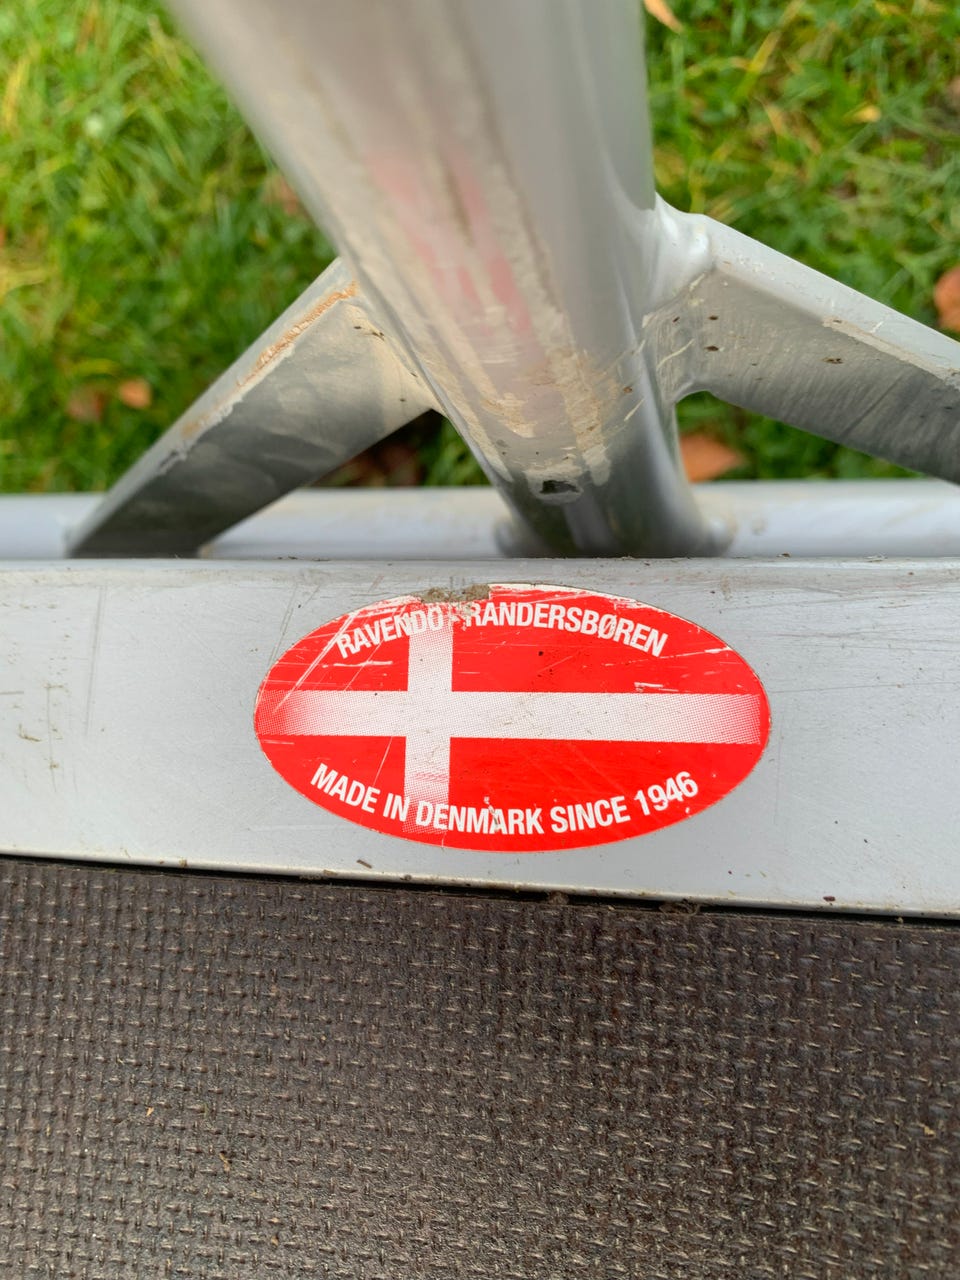 RAVENDO - RANDERSBØREN
MADE IN DENMARK SINCE 1946